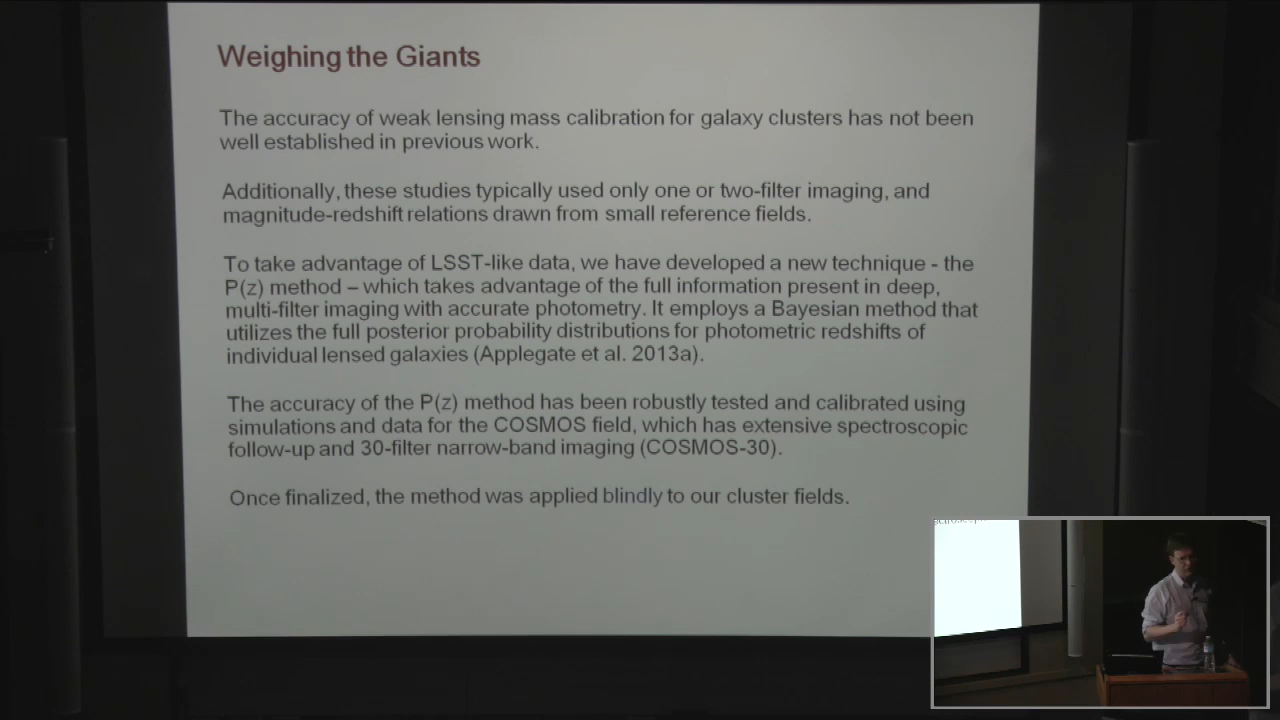 Weighing the Giants
The accuracy of weak lensing mass calibration for galaxy clusters has not been
well established in previous work.
Additionally, these studies typically used only one or two-filter imaging, and
magnitude-redshift relations drawn from small reference fields.
To take advantage of LSST-like data, we have developed a new technique - the
P(z) method – which takes advantage of the full information present in deep,
multi-filter imaging with accurate photometry. It employs a Bayesian method that
utilizes the full posterior probability distributions for photometric redshifts of
individual lensed galaxies (Applegate et al. 2013a).
The accuracy of the P(z) method has been robustly tested and calibrated using
simulations and data for the COSMOS field, which has extensive spectroscopic
follow-up and 30-filter narrow-band imaging (COSMOS-30).
Once finalized, the method was applied blindly to our cluster fields.